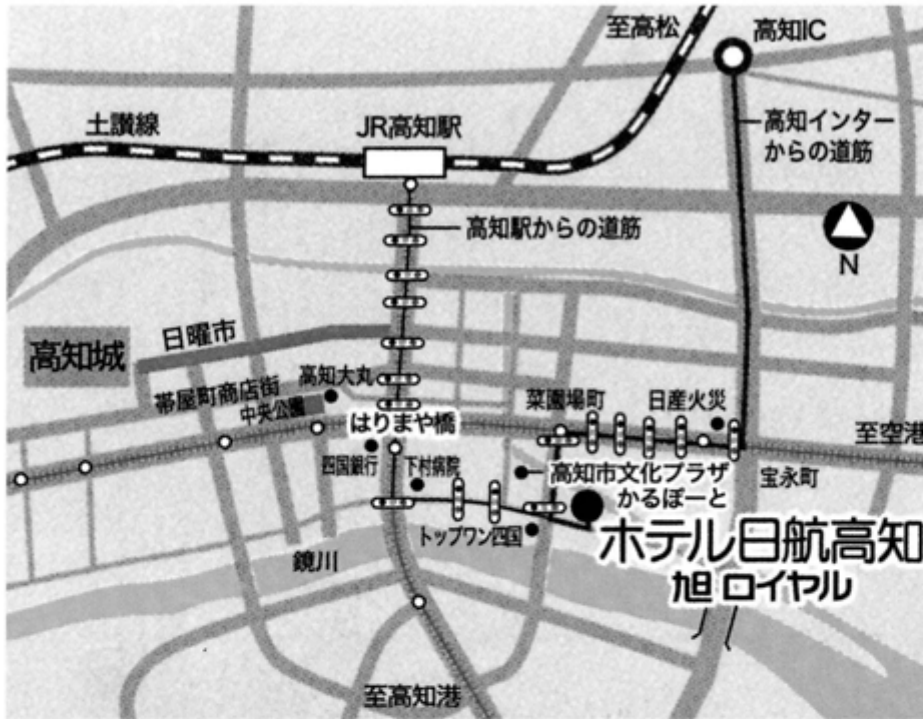 至高松
高知IC
土讃線
JR高知駅
高知インター
からの道筋
高知駅からの道筋
N
日曜市
高知城
高知大丸
帯屋町商店街
中央公園
菜園場町
日産火災
はりまや橋
至空港
四国銀行
下村病院
高知市文化プラザ
かるぽーと
宝永町
トップワン四国
ホテル日航高知
旭ロイヤル
鏡川
至高知港